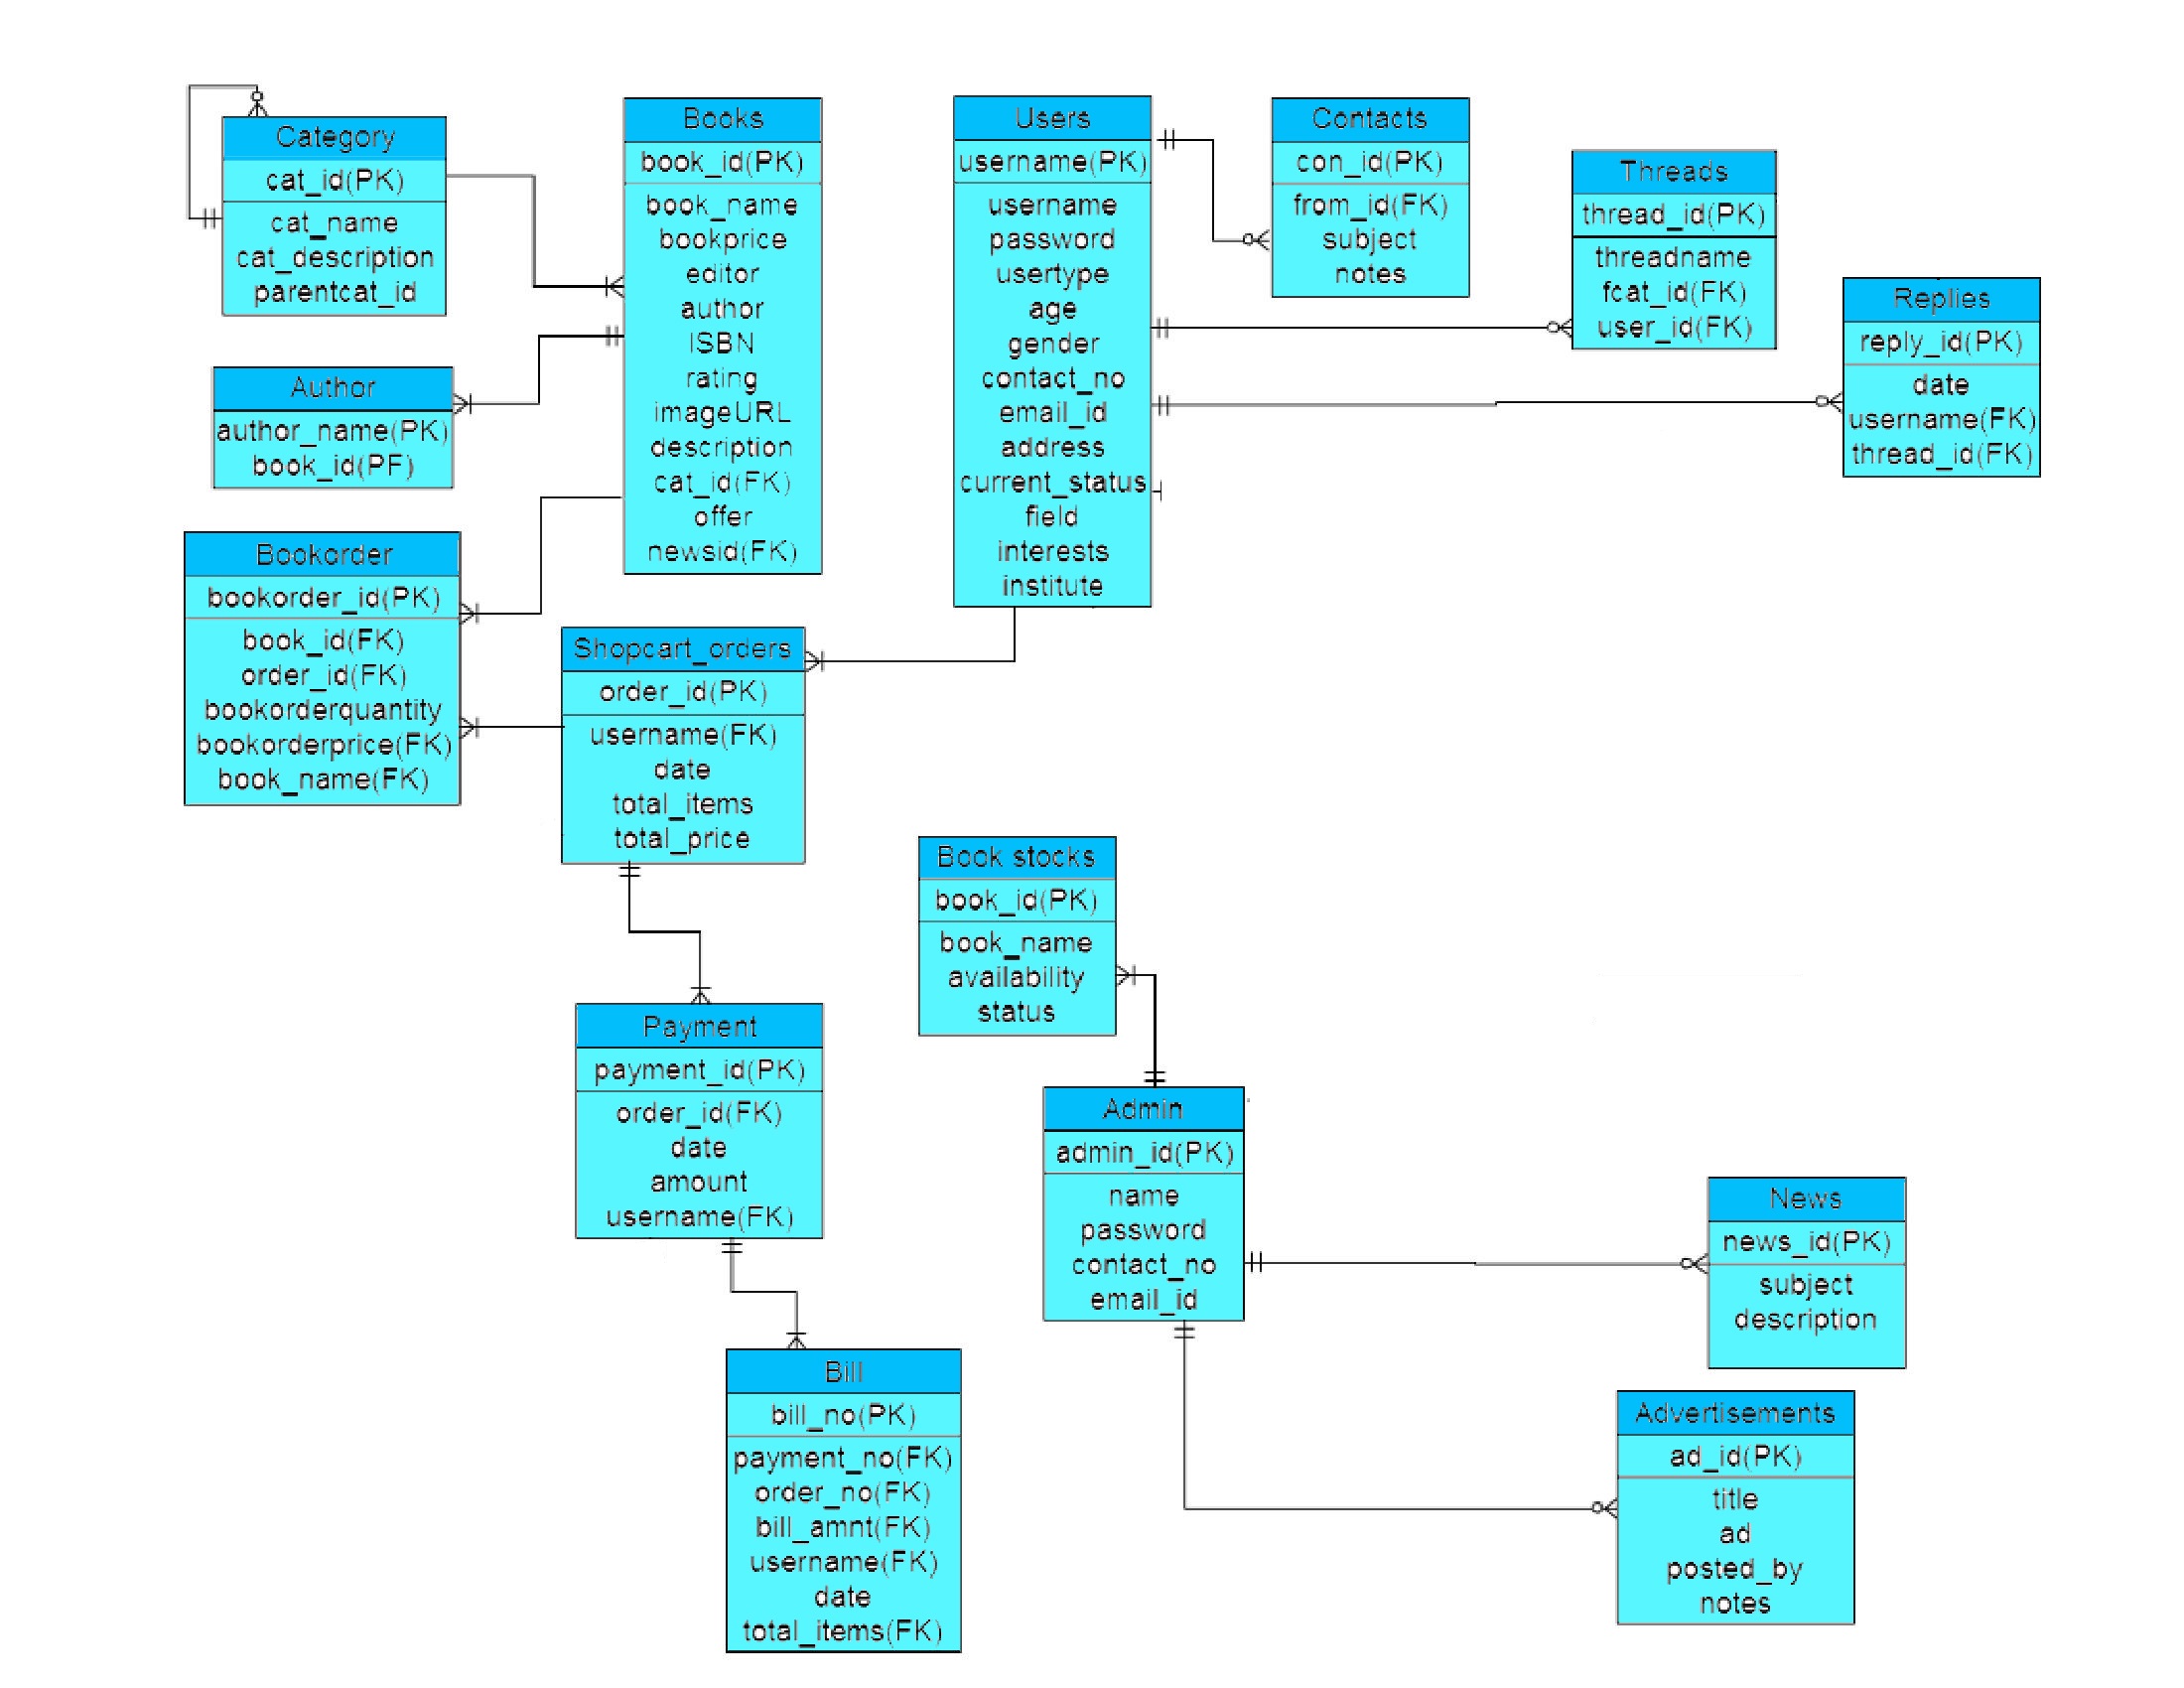 Category
cat_id(PK)
cat_name
cat_description
parentcat_id
Books
book_id(PK)
book_name
bookprice
editor
author
ISBN
rating
imageURL
description
cat_id(FK)
offer
newsid(FK)
Users
username(PK)
username
password
usertype
age
gender
contact_no
email_id
address
current_status
field
interests
institute
Contacts
con_id(PK)
from_id(FK)
subject
notes
Threads
thread_id(PK)
threadname
fcat_id(FK)
user_id(FK)
Replies
reply_id(PK)
date
username(FK)
thread_id(FK)
Author
author_name(PK)
book_id(PF)
Bookorder
bookorder_id(PK)
book_id(FK)
order_id(FK)
bookorderquantity
bookorderprice(FK)
book_name(FK)
Shopcart_orders
order_id(PK)
username(FK)
date
total_items
total_price
Book stocks
book_id(PK)
book_name
availability
status
Payment
payment_id(PK)
order_id(FK)
date
amount
username(FK)
Admin
admin_id(PK)
name
password
contact_no
email_id
News
news_id(PK)
subject
description
Bill
bill_no(PK)
payment_no(FK)
order_no(FK)
bill_amnt(FK)
username(FK)
date
total_items(FK)
Advertisements
ad_id(PK)
title
ad
posted_by
notes